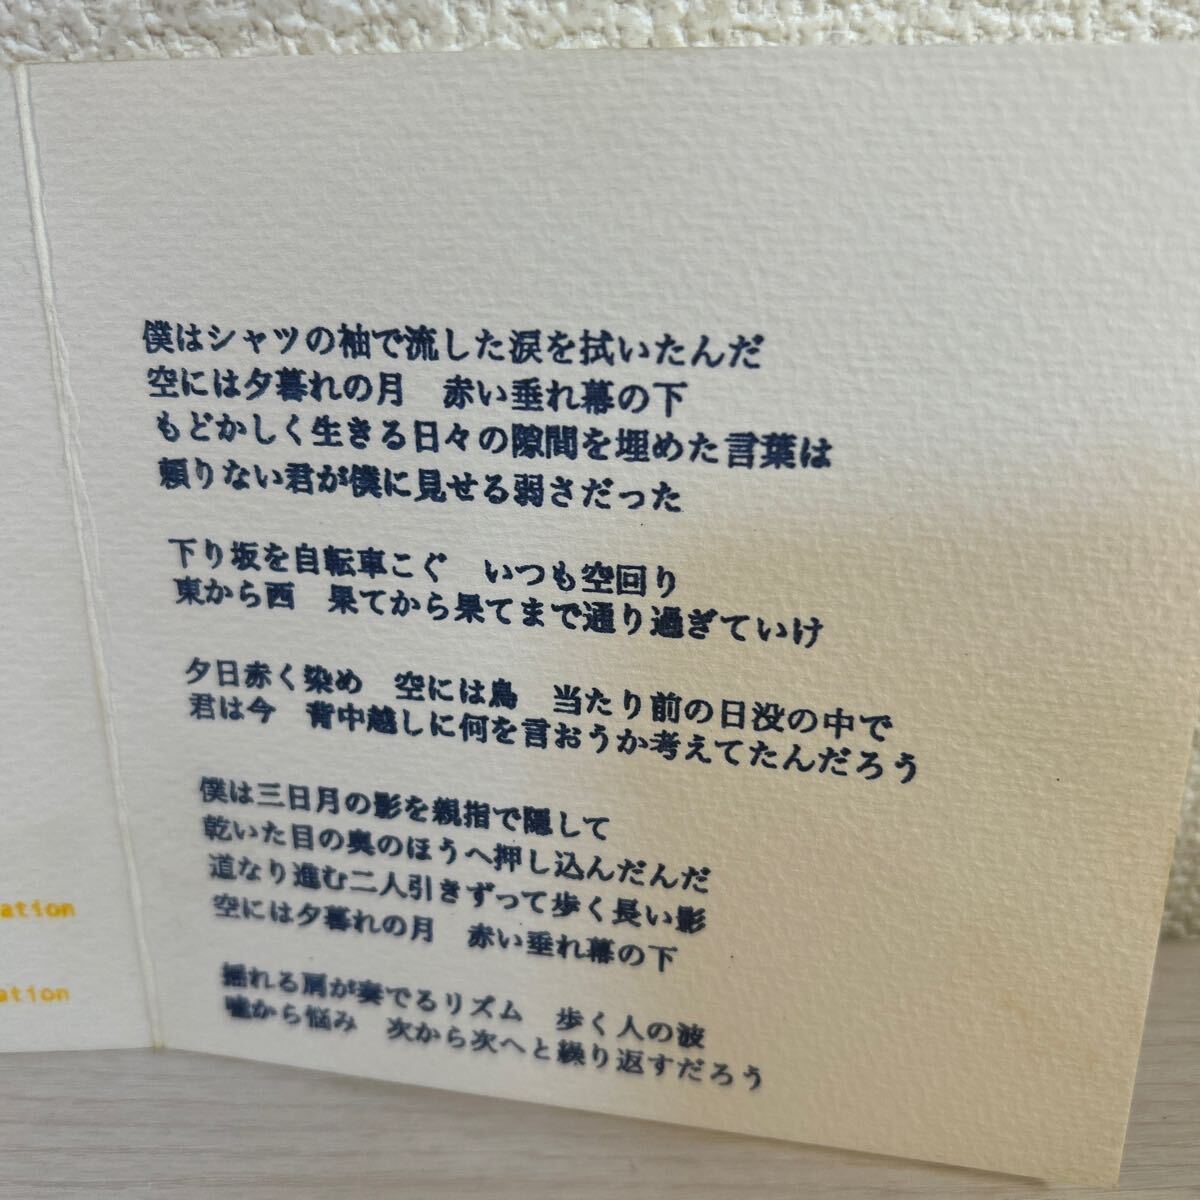 僕はシャツの袖で流した涙を拭いたんだ
空には夕暮れの月　赤い垂れ幕の下
もどかしく生きる日々の隙間を埋めた言葉は
頼りない君が僕に見せる弱さだった
下り坂を自転車こぐ　いつも空回り
東から西　果てから果てまで通り過ぎていけ
夕日赤く染め　空には鳥　当たり前の日没の中で
君は今　背中越しに何を言おうか考えてたんだろう
僕は三日月の影を親指で隠して
乾いた目の奥のほうへ押し込んだんだ
道なり進む二人引きずって歩く長い影
空には夕暮れの月　赤い垂れ幕の下
揺れる肩が奏でるリズム　歩く人の波
嘘から悩み　次から次へと繰り返すだろう
ation
ation